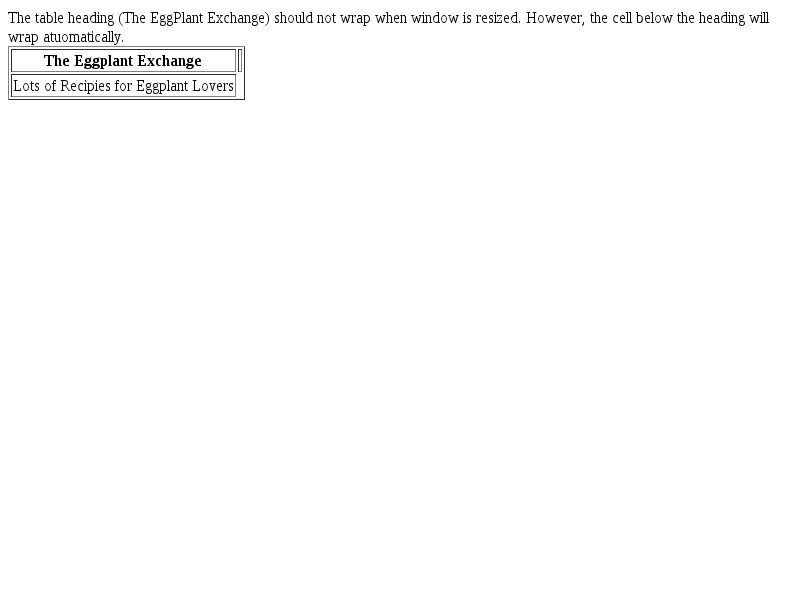 The table heading (The EggPlant Exchange) should not wrap when window is resized. However, the cell below the heading will
wrap atuomatically.
The Eggplant Exchange
Lots of Recipies for Eggplant Lovers